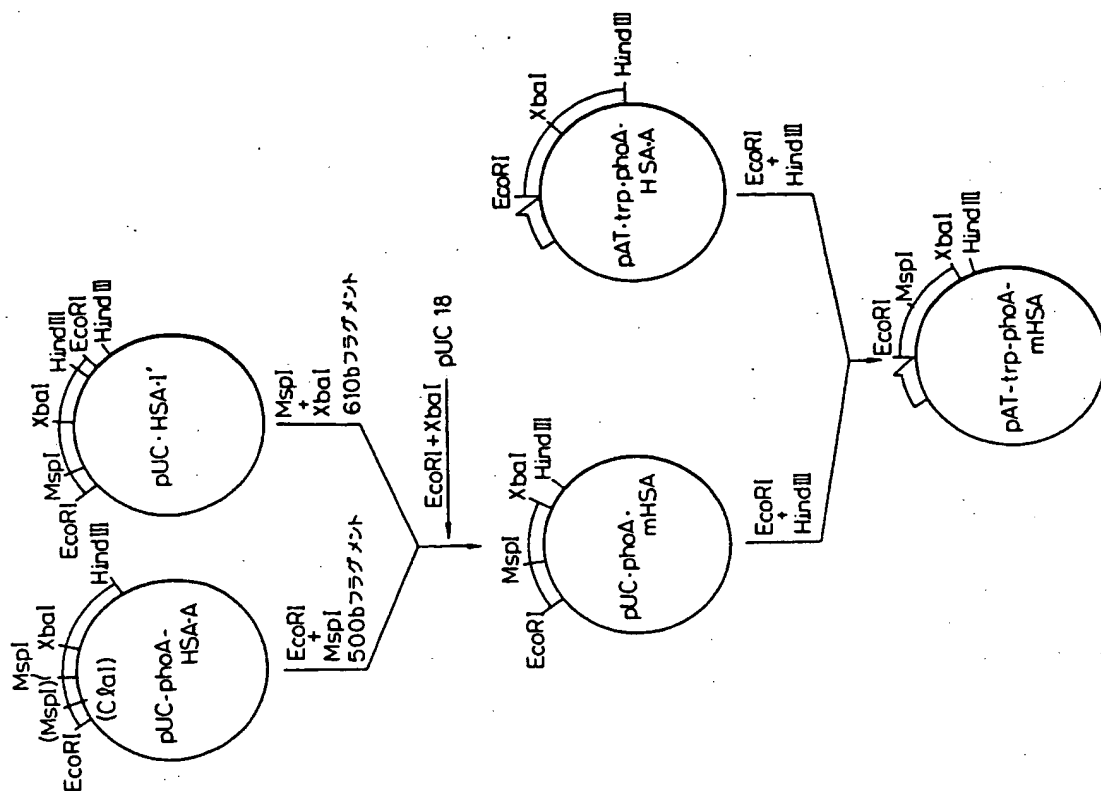 MspI
(MspI)
EcoRI
XbaI
(ClaI)
HindⅢ
pUC-phoA-
HSA-A
EcoRI
MspI
XbaI
HindⅢ
EcoRI
HindⅢ
pUC·HSA·I′
EcoRI
+
MspI
500bフラグメント
MspI
+
XbaI
610bフラグメント
EcoRI+XbaI
pUC 18
EcoRI
MspI
XbaI
HindⅢ
pUC·phoA·
mHSA
EcoRI
XbaI
HindⅢ
pAT·trp·phoA·
HSA·A
EcoRI
+
HindⅢ
EcoRI
+
HindⅢ
EcoRI
MspI
XbaI
HindⅢ
pAT-trp-phoA-
mHSA